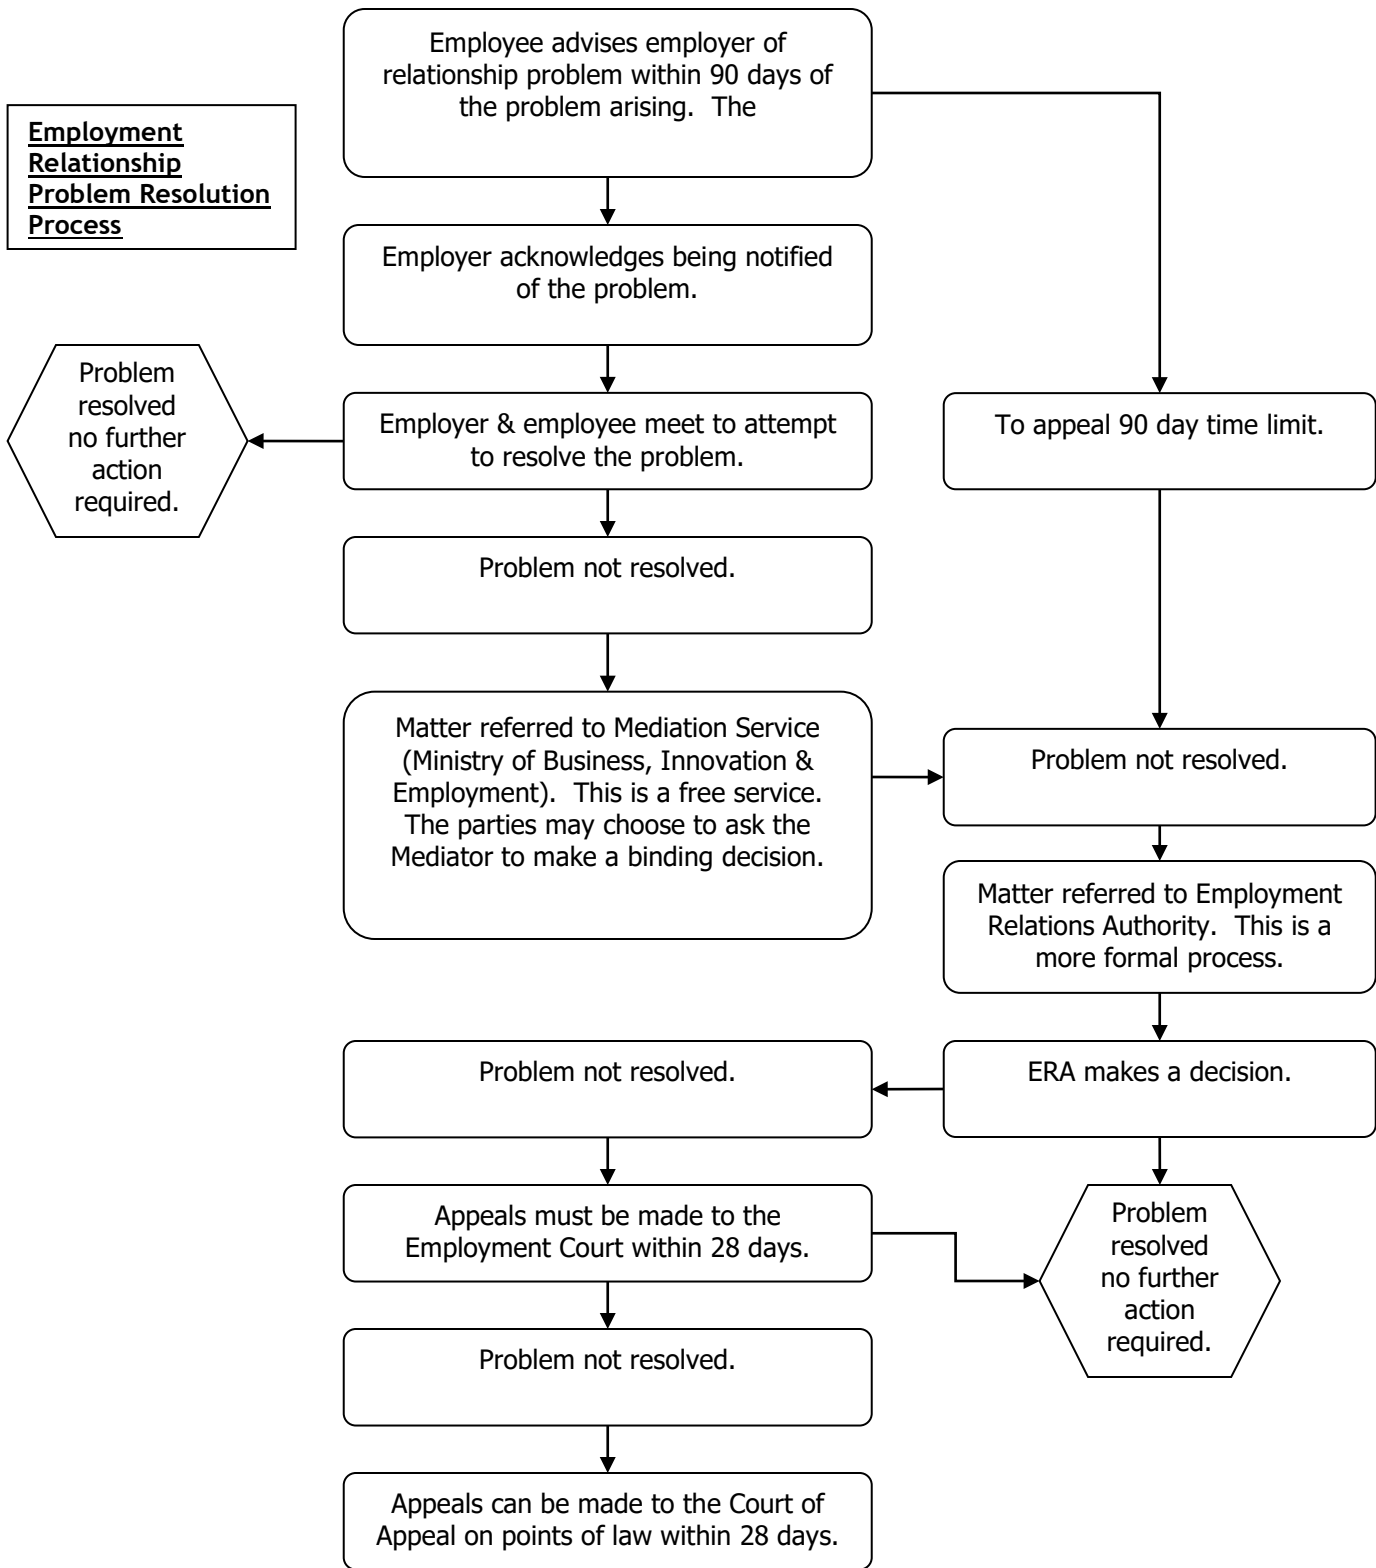 Employment
Relationship
Problem Resolution
Process
Employee advises employer of
relationship problem within 90 days of
the problem arising.  The
Employer acknowledges being notified
of the problem.
Problem
resolved
no further
action
required.
Employer & employee meet to attempt
to resolve the problem.
To appeal 90 day time limit.
Problem not resolved.
Matter referred to Mediation Service
(Ministry of Business, Innovation &
Employment).  This is a free service.
The parties may choose to ask the
Mediator to make a binding decision.
Problem not resolved.
Matter referred to Employment
Relations Authority.  This is a
more formal process.
ERA makes a decision.
Problem not resolved.
Appeals must be made to the
Employment Court within 28 days.
Problem
resolved
no further
action
required.
Problem not resolved.
Appeals can be made to the Court of
Appeal on points of law within 28 days.